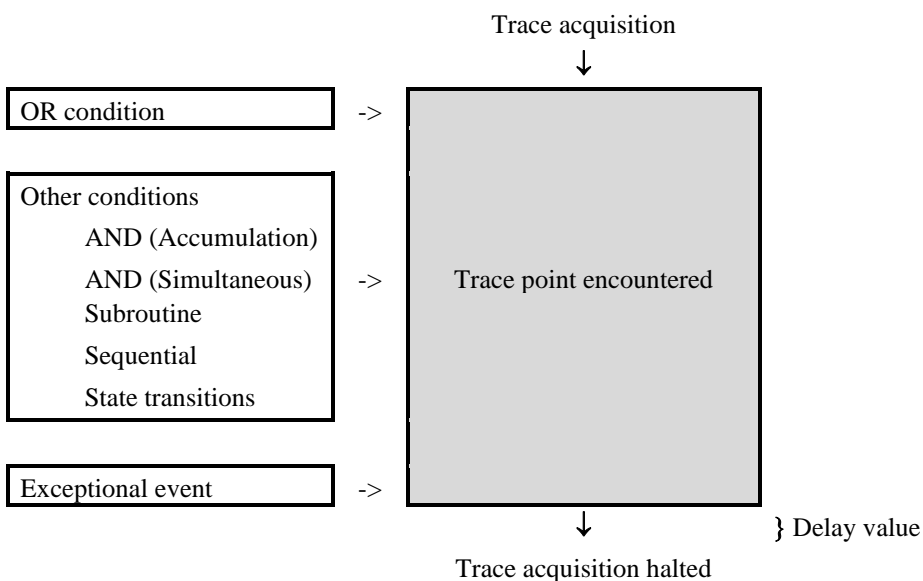 Trace acquisition
↓
OR condition ->
Other conditions
AND (Accumulation)
AND (Simultaneous) -> Trace point encountered
Subroutine
Sequential
State transitions
Exceptional event ->
↓ } Delay value
Trace acquisition halted